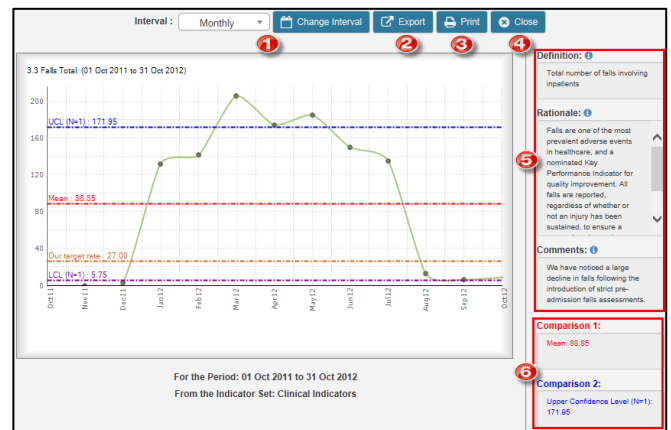 Interval : Monthly Change Interval Export Print Close
1 2 3 4
3.3 Falls Total: (01 Oct 2011 to 31 Oct 2012)
200
UCL (N=1) : 171.95
160
120
Mean : 88.85
80
40
Our target rate : 27.00
LCL (N=1) : 5.75
0
Oct11 Nov11 Dec11 Jan12 Feb12 Mar12 Apr12 May12 Jun12 Jul12 Aug12 Sep12 Oct12
For the Period: 01 Oct 2011 to 31 Oct 2012
From the Indicator Set: Clinical Indicators
Definition:
Total number of falls involving
inpatients
Rationale:
5
Falls are one of the most
prevalent adverse events
in healthcare, and a
nominated Key
Performance Indicator for
quality improvement. All
falls are reported,
regardless of whether or
not an injury has been
sustained, to ensure a
Comments:
We have noticed a large
decline in falls following the
introduction of strict pre-
admission falls assessments.
Comparison 1:
Mean: 88.85
6
Comparison 2:
Upper Confidence Level (N=1):
171.95